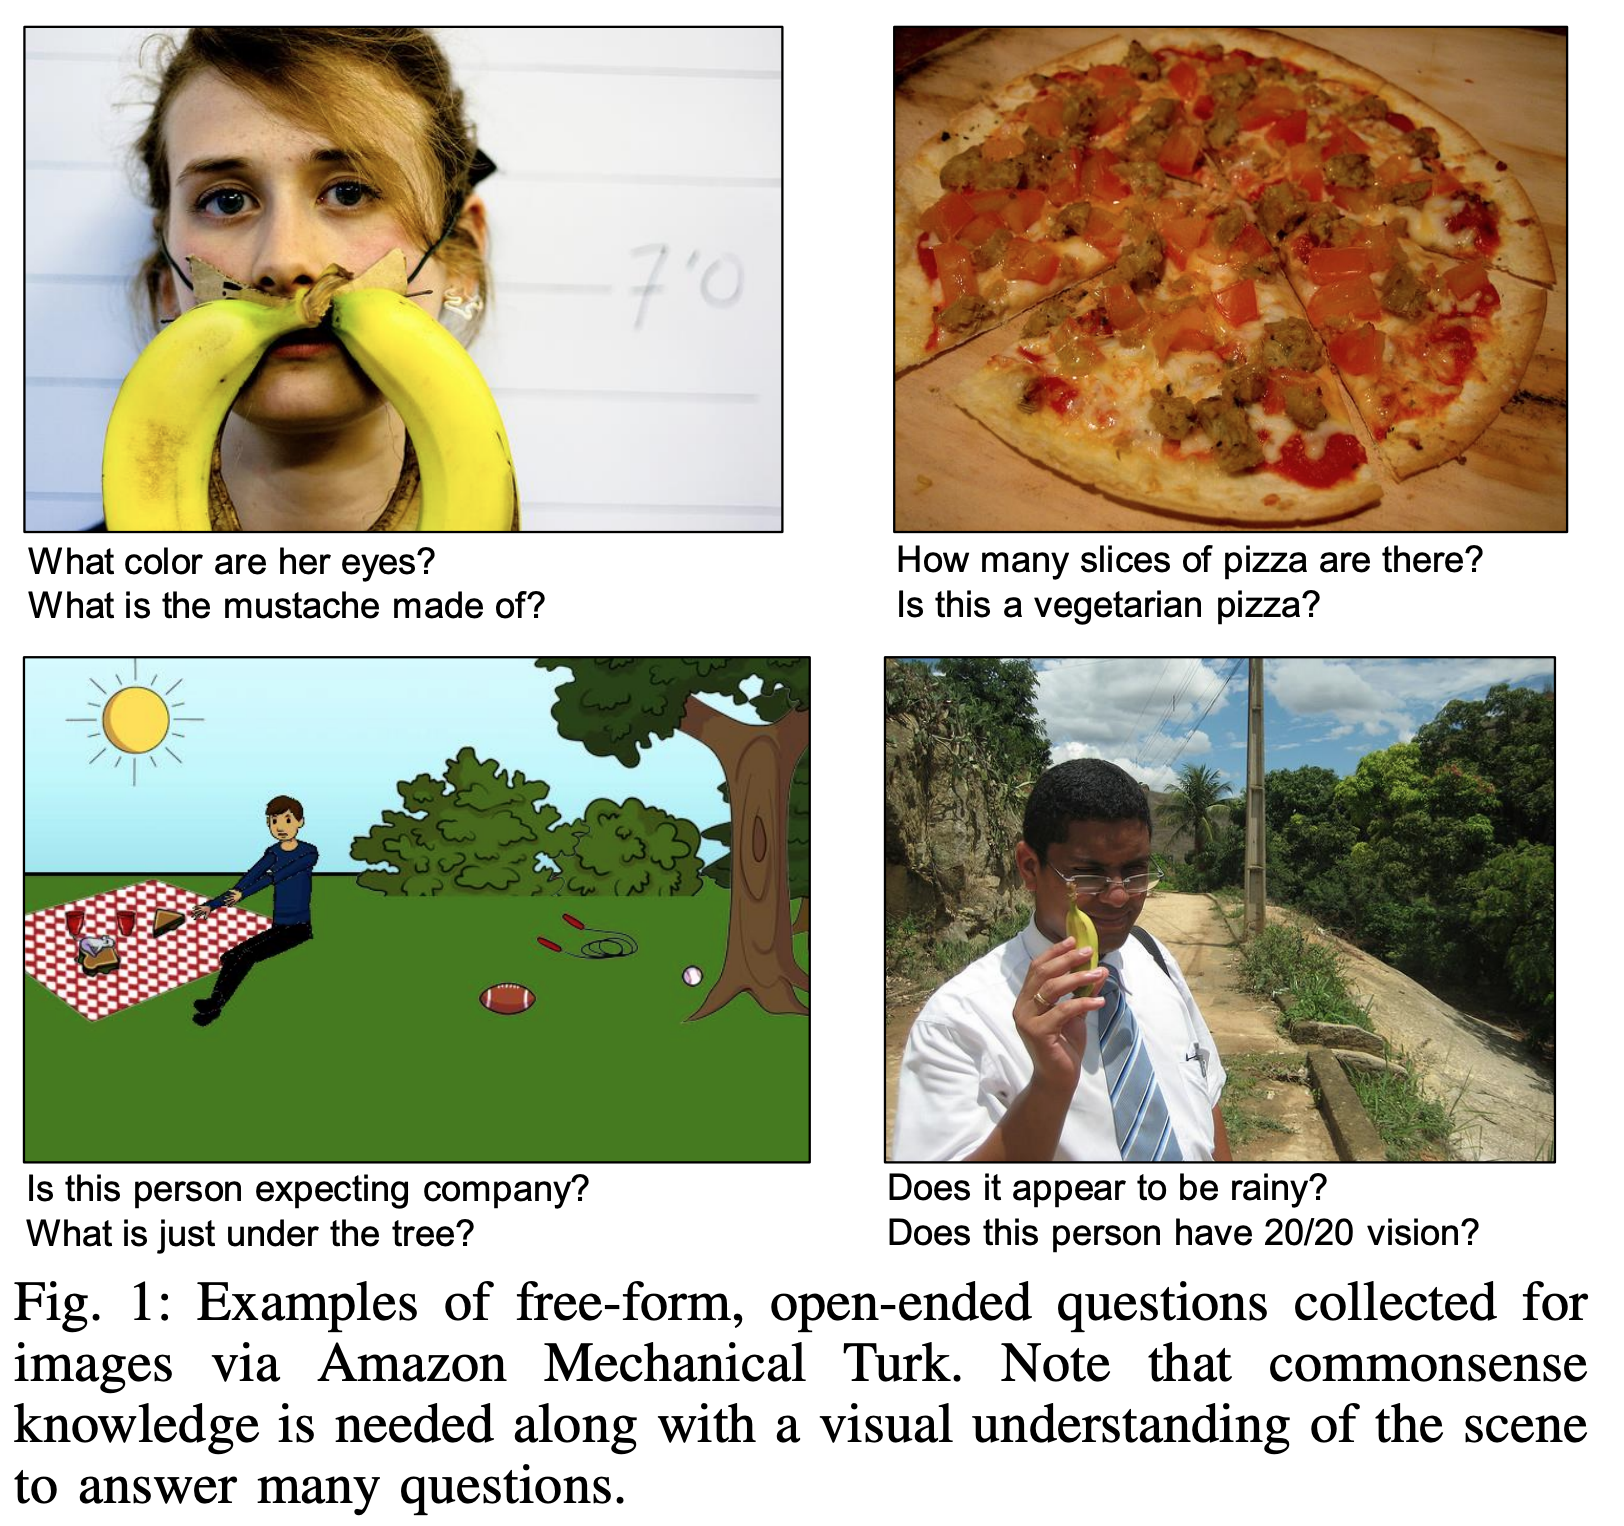 7'0
What color are her eyes?
What is the mustache made of?
How many slices of pizza are there?
Is this a vegetarian pizza?
Is this person expecting company?
What is just under the tree?
Does it appear to be rainy?
Does this person have 20/20 vision?
Fig. 1: Examples of free-form, open-ended questions collected for
images via Amazon Mechanical Turk. Note that commonsense
knowledge is needed along with a visual understanding of the scene
to answer many questions.